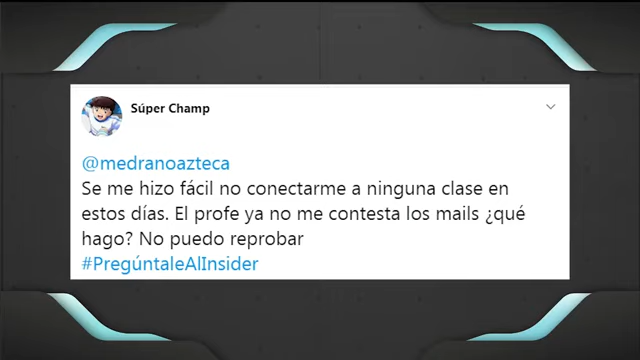 Súper Champ
@medranoazteca
Se me hizo fácil no conectarme a ninguna clase en
estos días. El profe ya no me contesta los mails ¿qué
hago? No puedo reprobar
#PregúntaleAlInsider